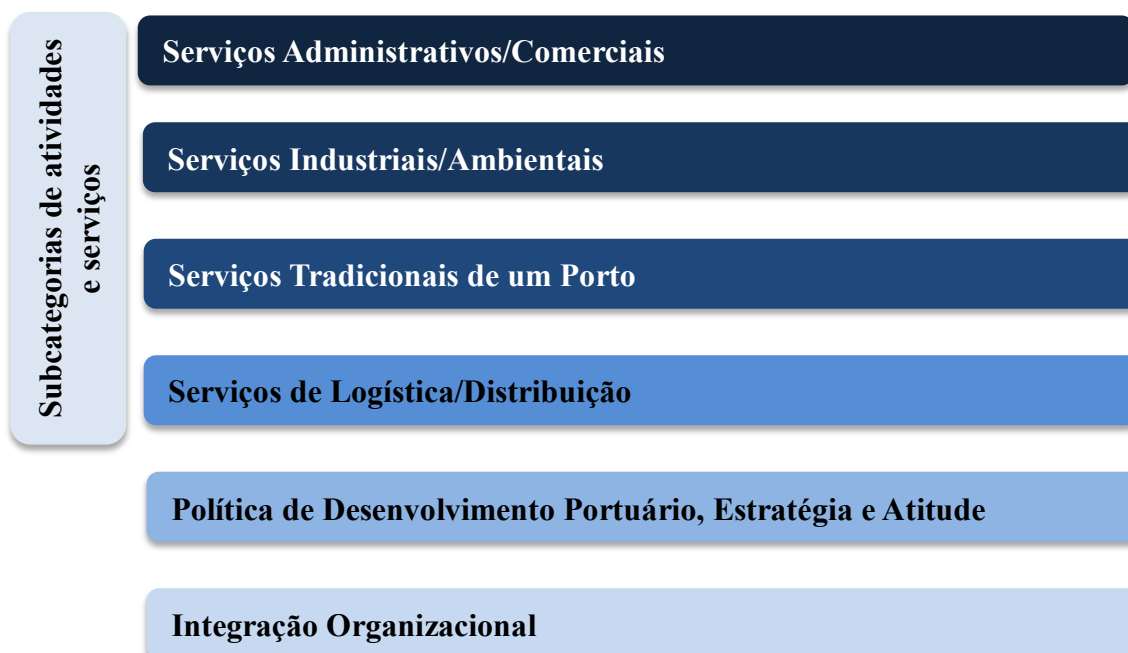 Subcategorias de atividades
e serviços
Serviços Administrativos/Comerciais
Serviços Industriais/Ambientais
Serviços Tradicionais de um Porto
Serviços de Logística/Distribuição
Política de Desenvolvimento Portuário, Estratégia e Atitude
Integração Organizacional